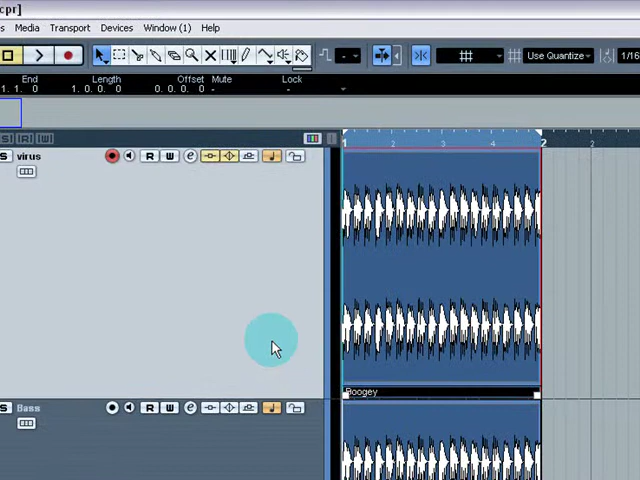 cpr]
s Media Transport Devices Window (1) Help
Use Quantize 1/16
End Length Offset Mute Lock
1. 1. 0 1. 0. 0. 0 0. 0. 0. 0 - -
S R W
1 2 3 4 2 2
S virus R W e
Boogey
S Bass R W e